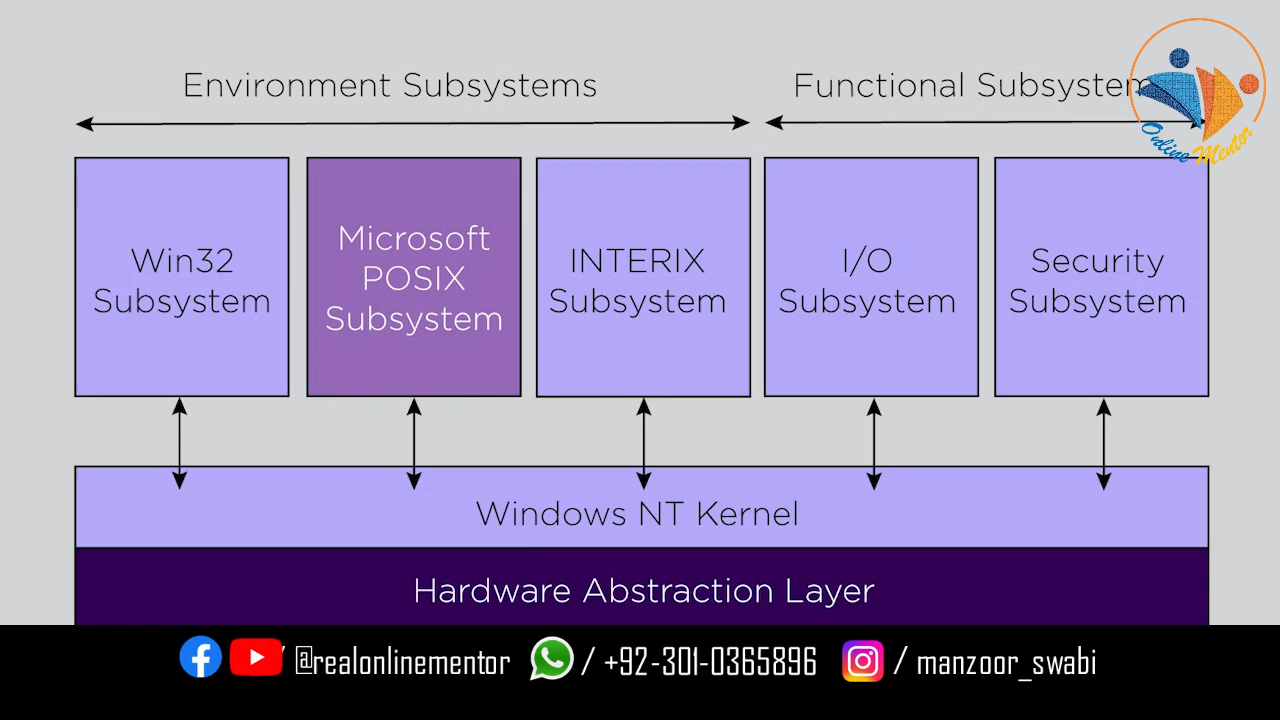 Environment Subsystems
Functional Subsystem
Online Mentor
Win32
Subsystem
Microsoft
POSIX
Subsystem
INTERIX
Subsystem
I/O
Subsystem
Security
Subsystem
Windows NT Kernel
Hardware Abstraction Layer
/ @realonlinementor
/ +92-301-0365896
/ manzoor_swabi